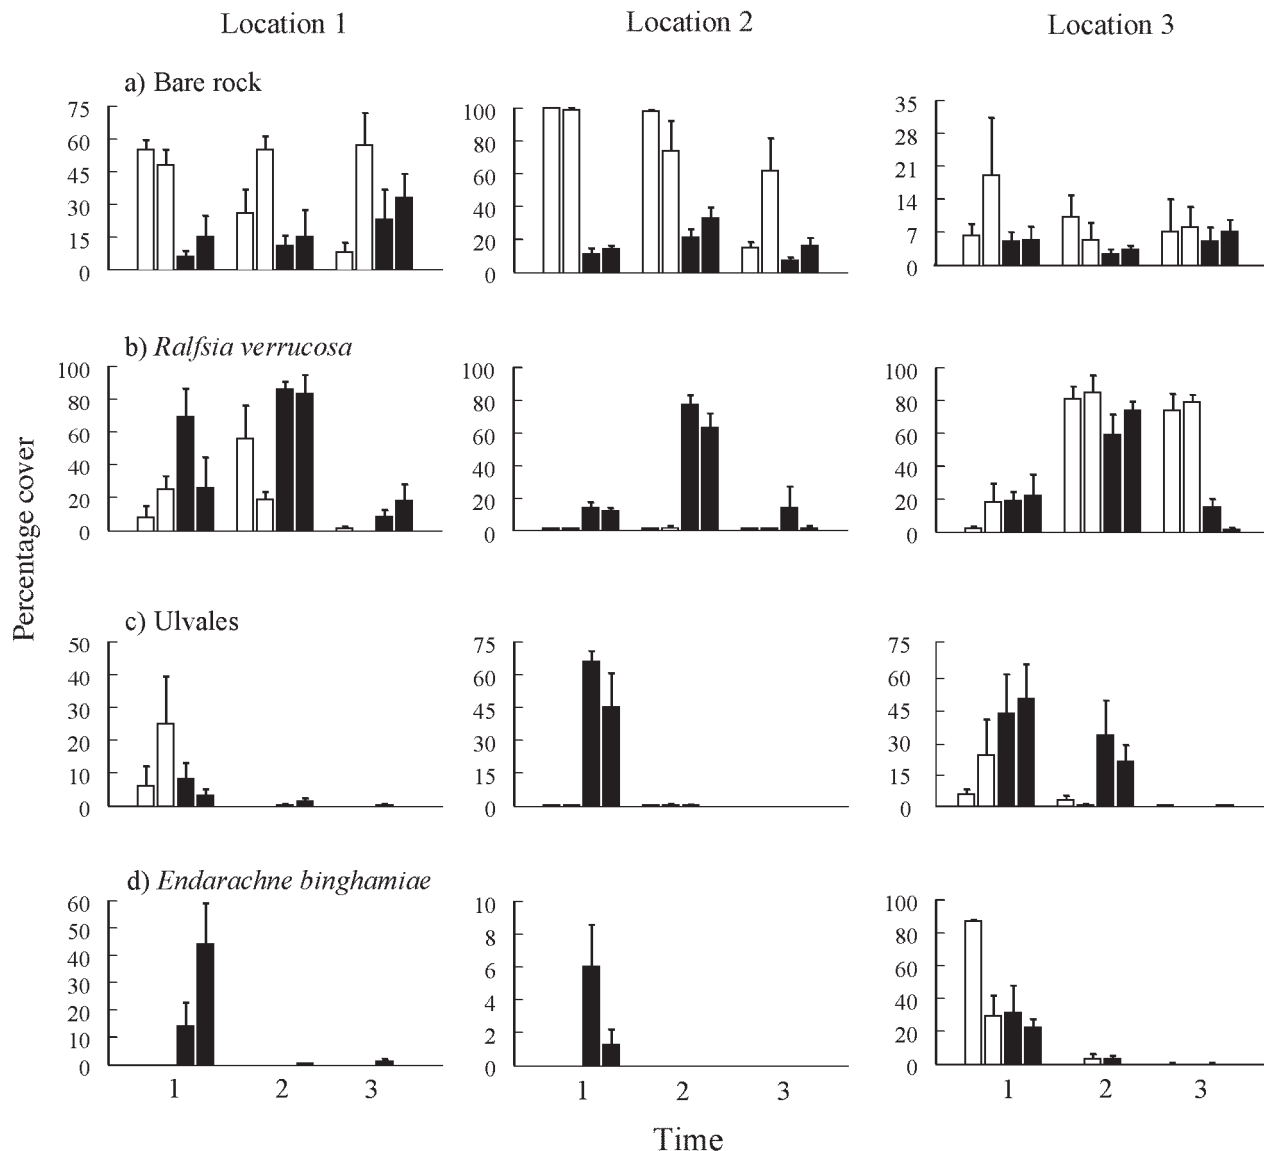 Location 1 Location 2 Location 3
a) Bare rock
75 60 45 30 15 0
100 80 60 40 20 0
35 28 21 14 7 0
b) Ralfsia verrucosa
100 80 60 40 20 0
100 80 60 40 20 0
100 80 60 40 20 0
Percentage cover
c) Ulvales
50 40 30 20 10 0
75 60 45 30 15 0
75 60 45 30 15 0
d) Endarachne binghamiae
60 50 40 30 20 10 0
10 8 6 4 2 0
100 80 60 40 20 0
1 2 3 1 2 3 1 2 3
Time